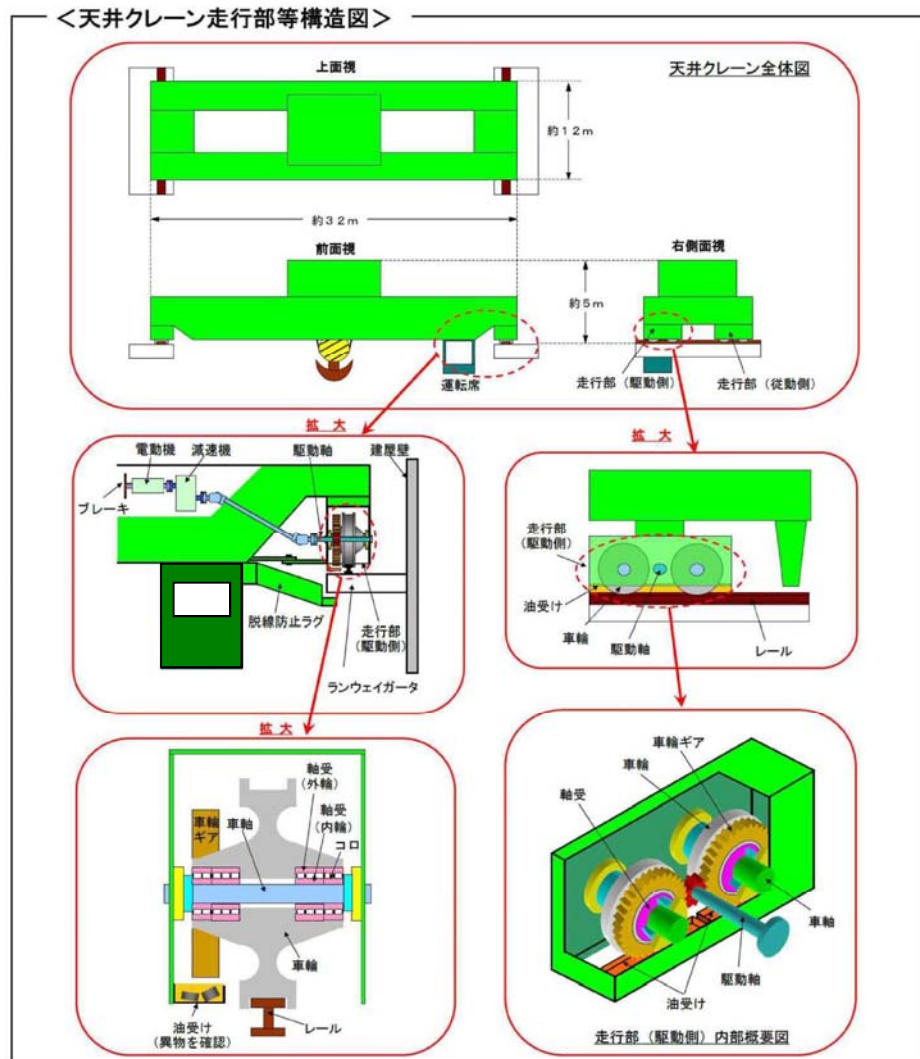 ＜天井クレーン走行部等構造図＞
上面視
天井クレーン全体図
約１２ｍ
約３２ｍ
前面視
右側面視
約５ｍ
運転席
走行部（駆動側）
走行部（従動側）
拡 大
拡 大
電動機
減速機
駆動軸
建屋壁
ブレーキ
脱線防止ラグ
走行部
（駆動側）
ランウェイガータ
走行部
（駆動側）
油受け
車輪
駆動軸
レール
拡 大
軸受
（外輪）
軸受
（内輪）
コロ
車輪
ギア
車軸
車輪
油受け
（異物を確認）
レール
車輪ギア
車輪
軸受
車軸
駆動軸
油受け
走行部（駆動側）内部概要図